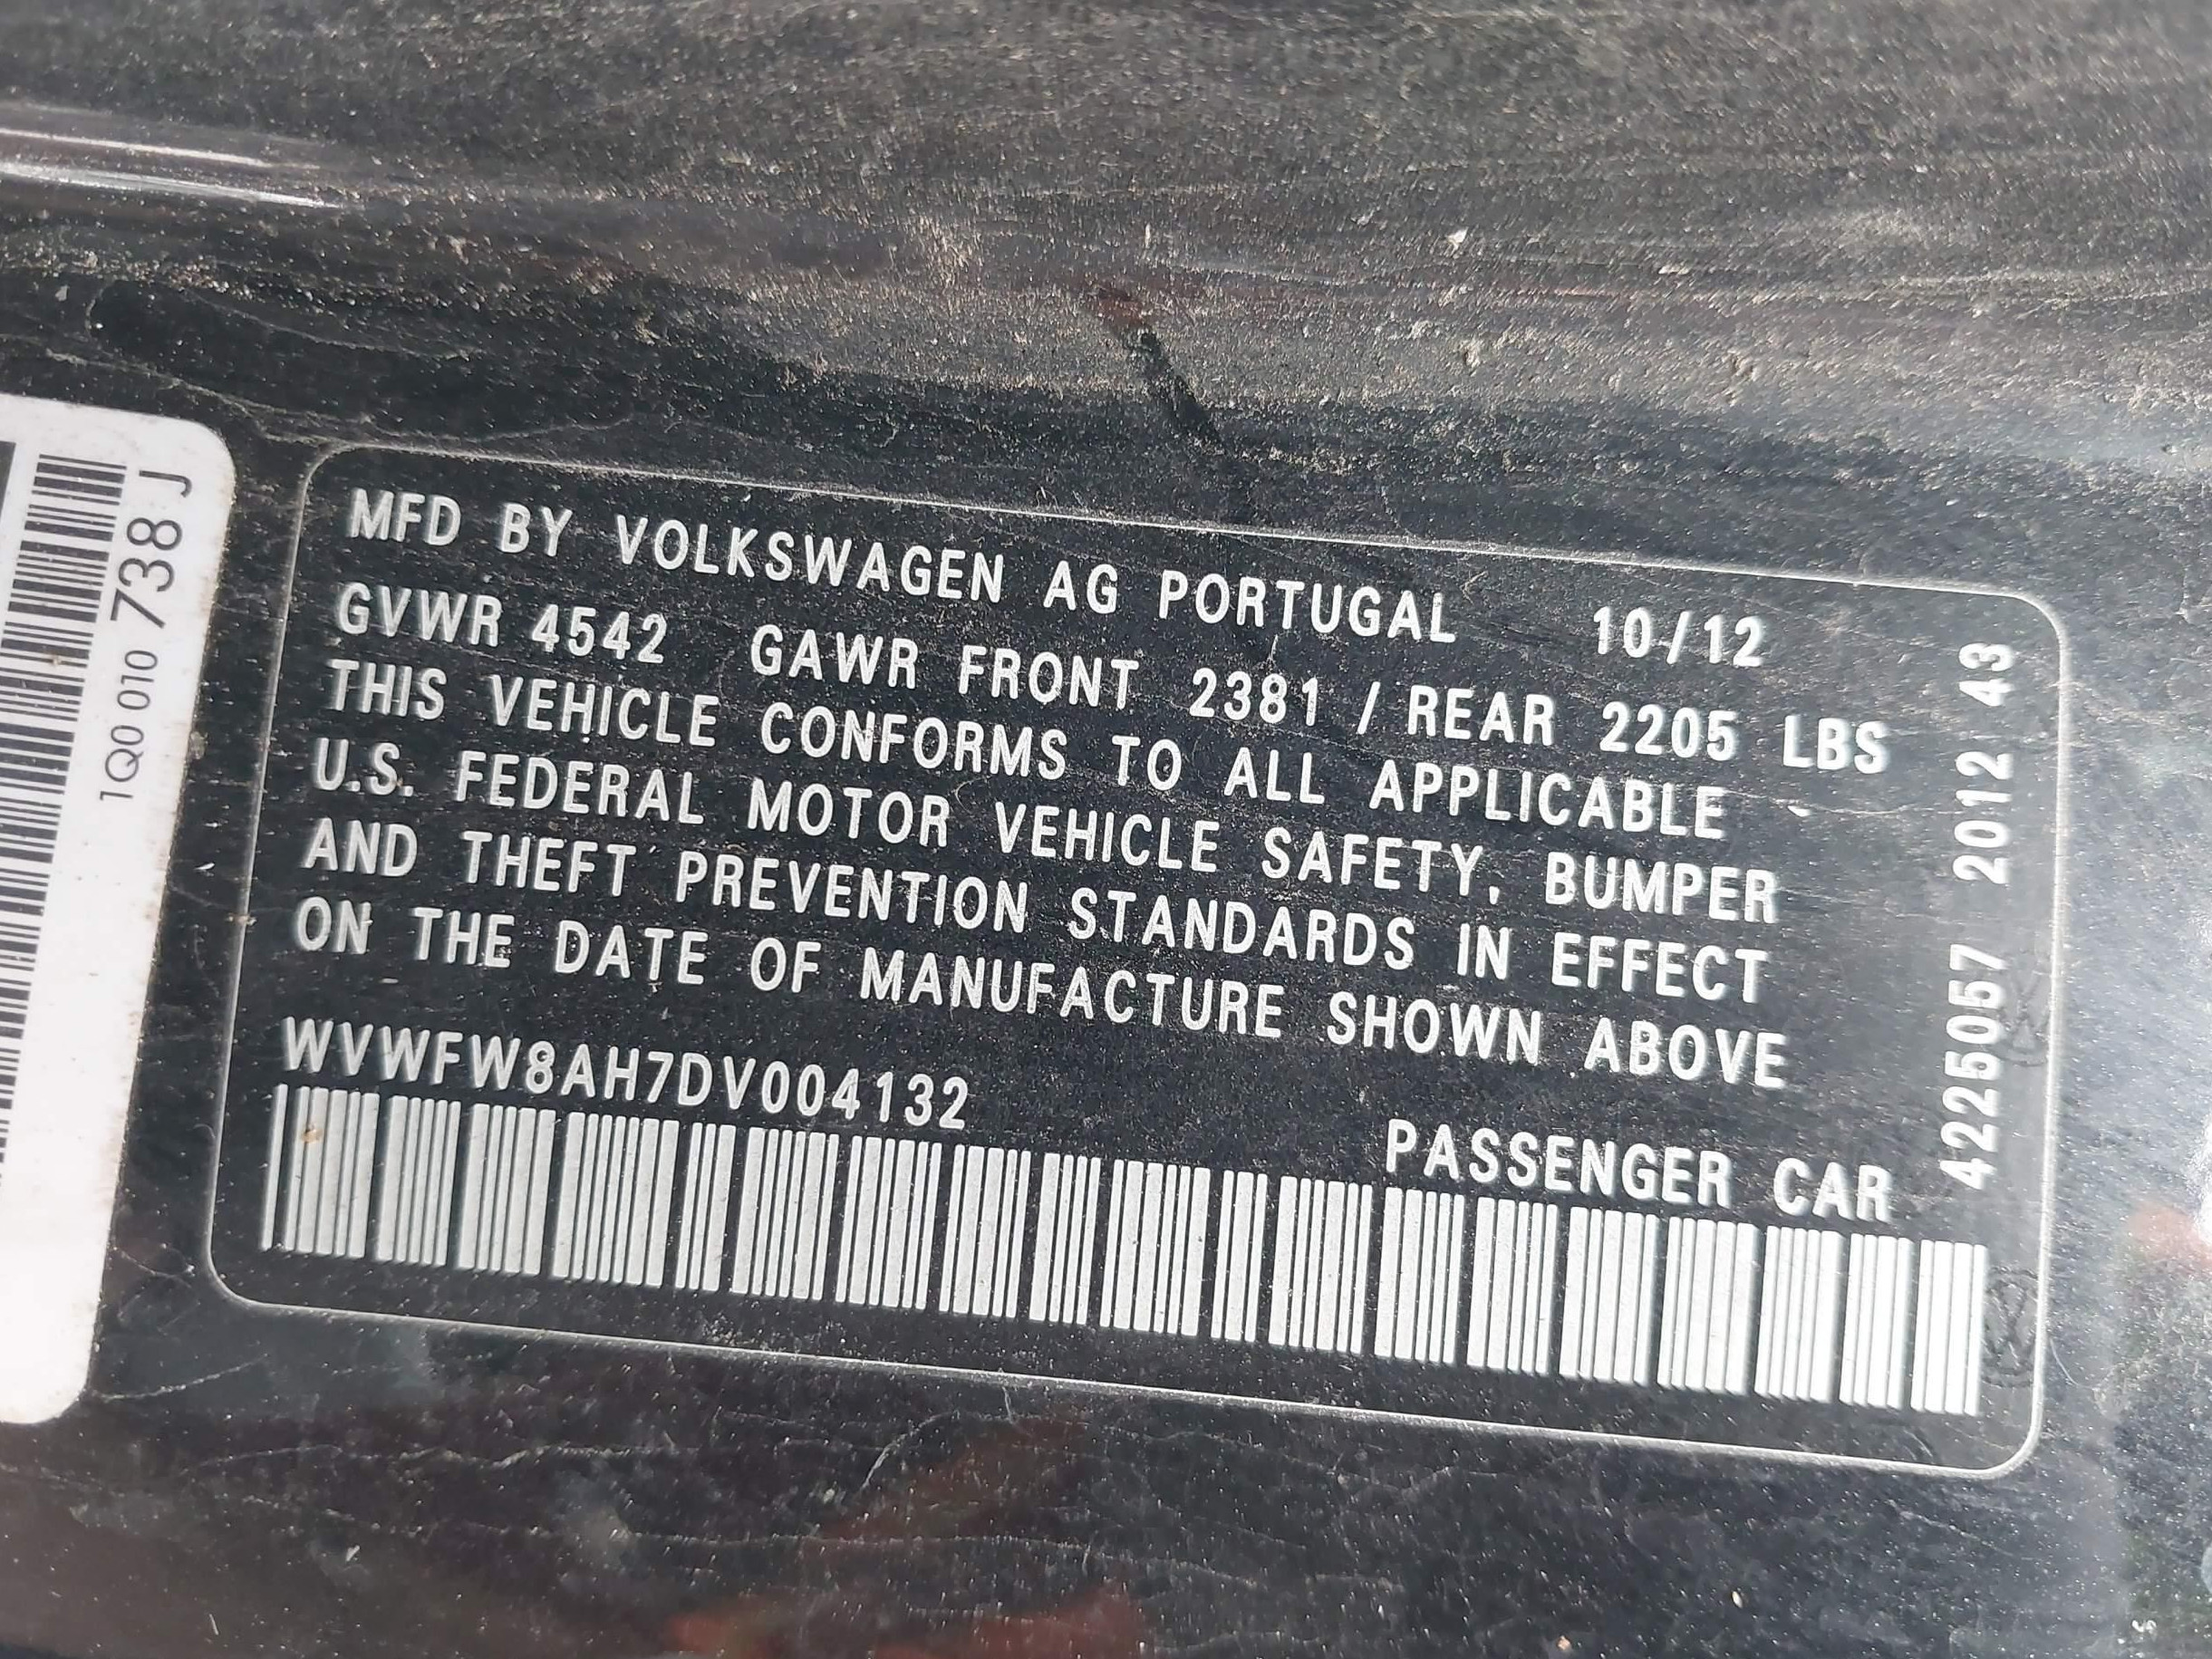 MFD BY VOLKSWAGEN AG PORTUGAL 10/12
GVWR 4542 GAWR FRONT 2381 / REAR 2205 LBS
THIS VEHICLE CONFORMS TO ALL APPLICABLE
U.S. FEDERAL MOTOR VEHICLE SAFETY, BUMPER
AND THEFT PREVENTION STANDARDS IN EFFECT
ON THE DATE OF MANUFACTURE SHOWN ABOVE
WVWFW8AH7DV004132
PASSENGER CAR
4225057 2012 43
1Q0 010 738 J